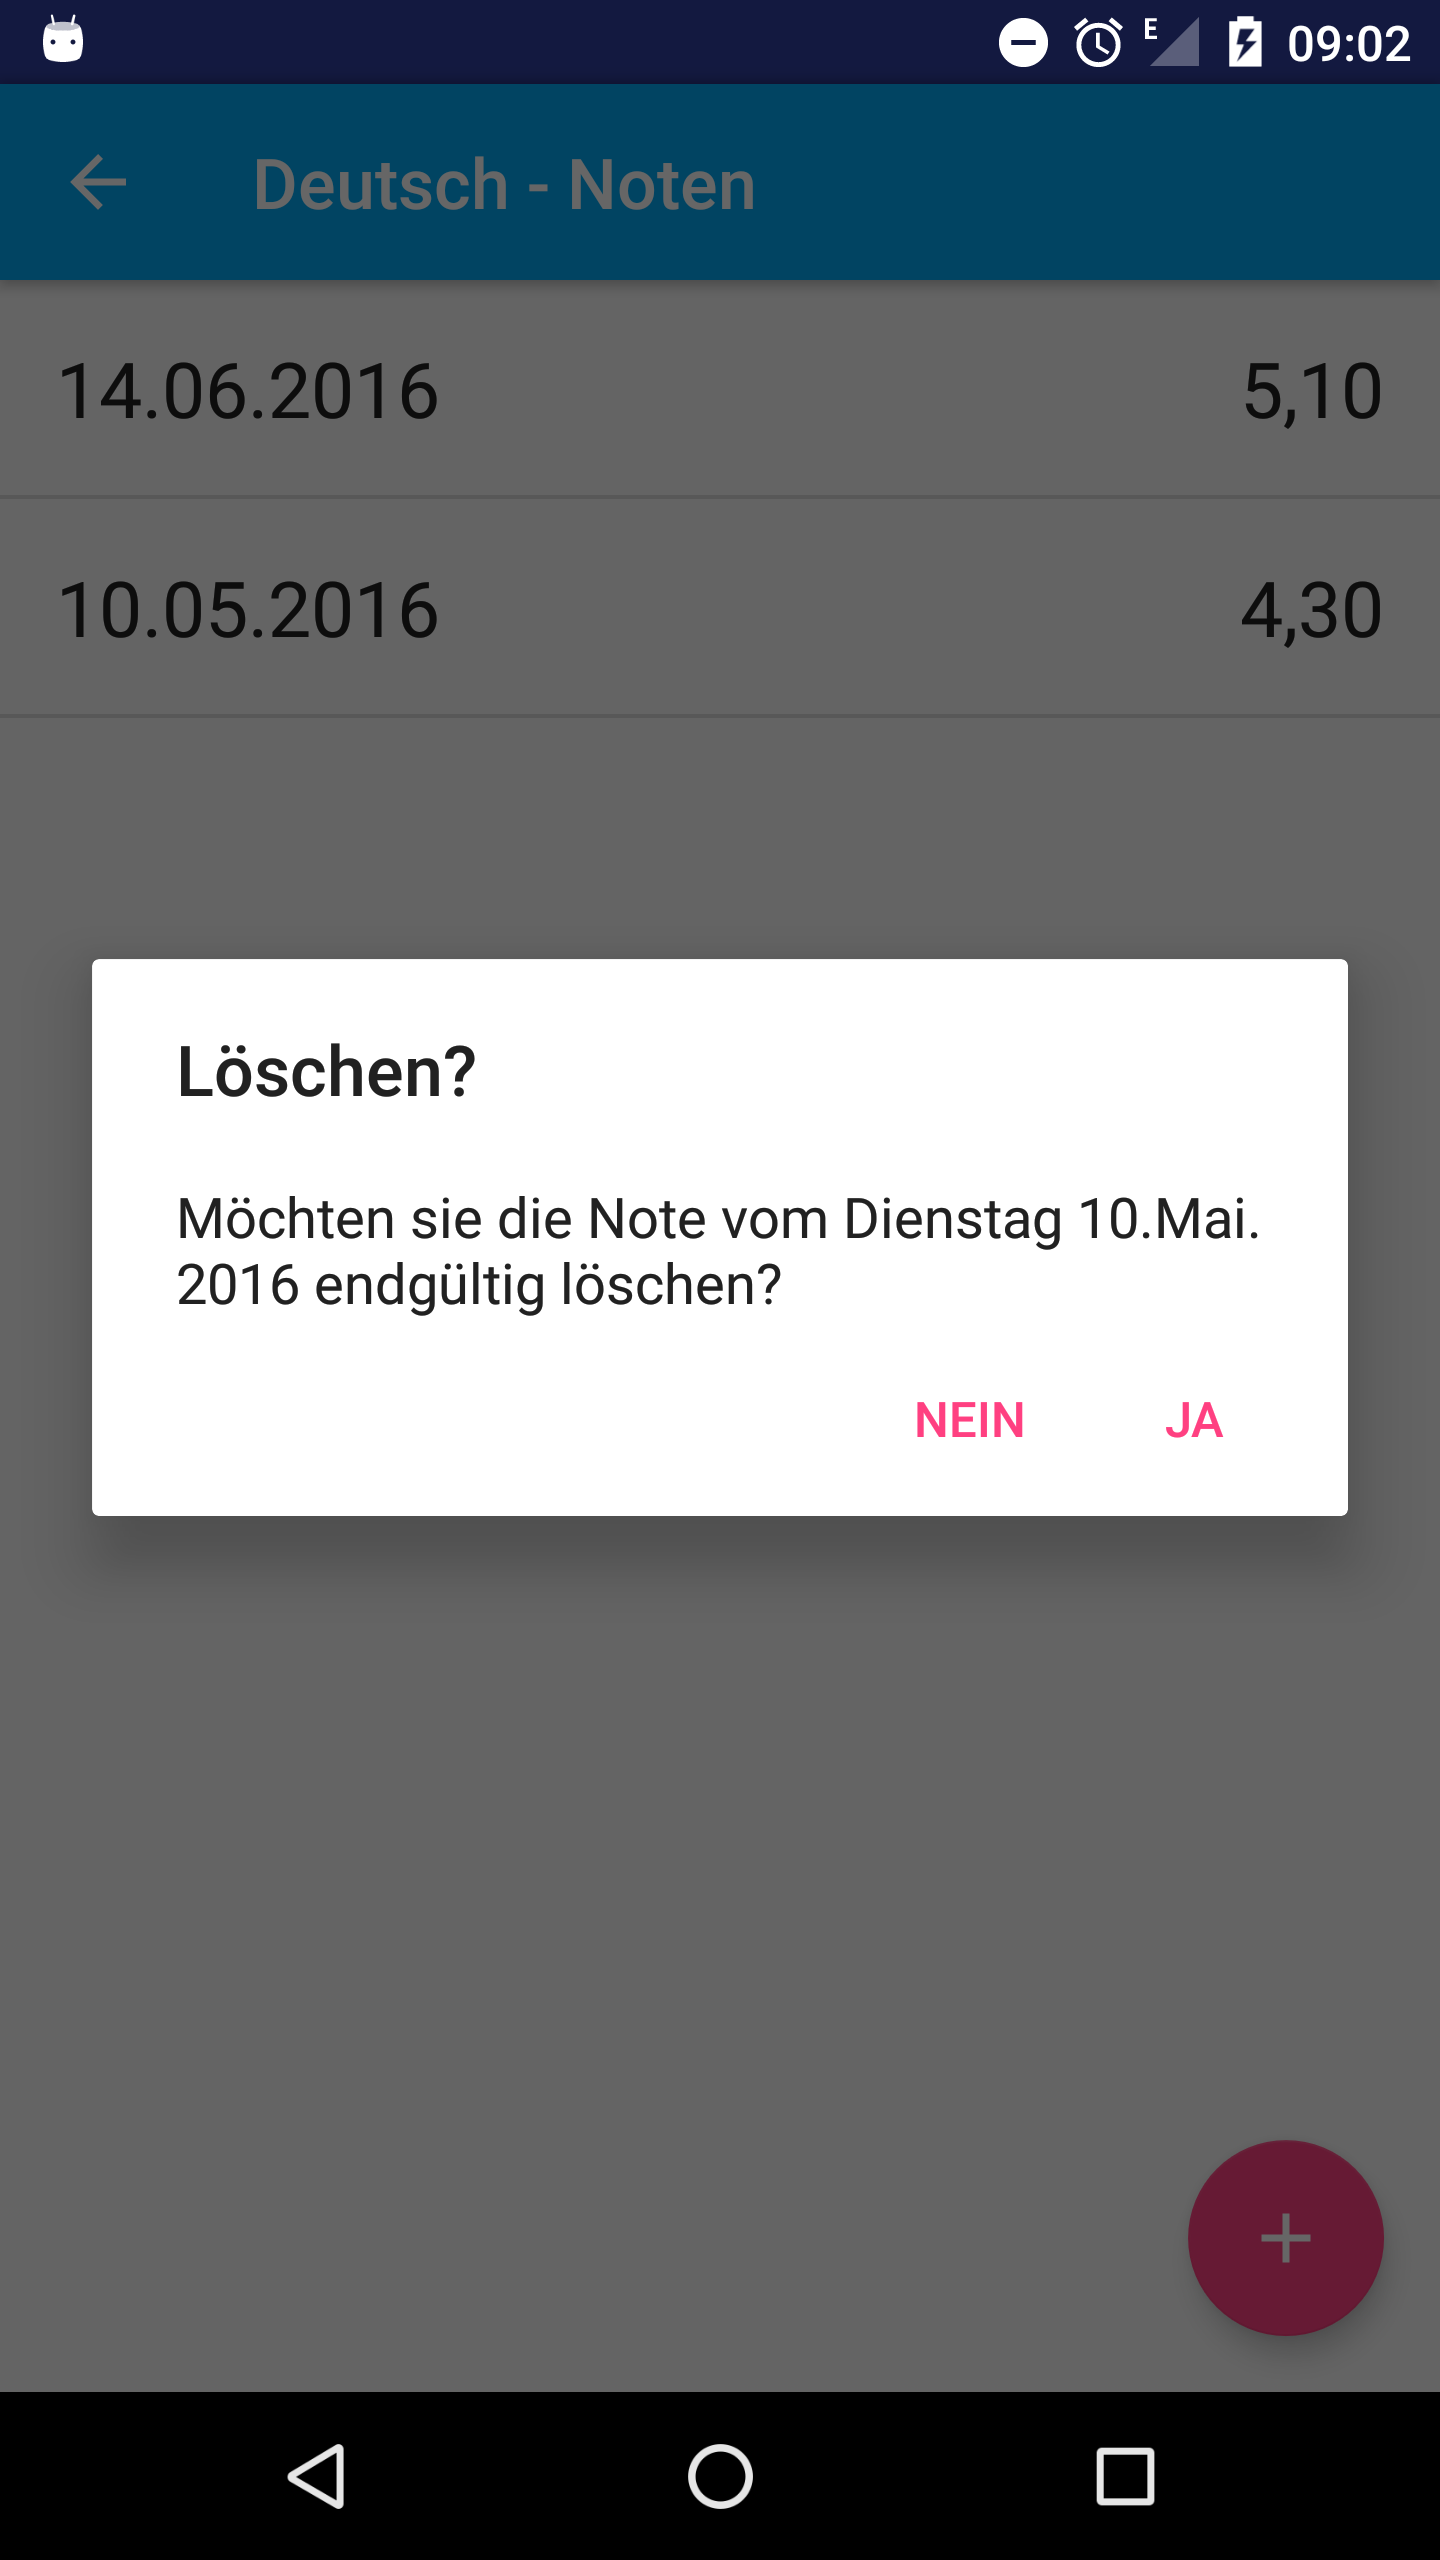 E 09:02
Deutsch - Noten
14.06.2016 5,10
10.05.2016 4,30
Löschen?
Möchten sie die Note vom Dienstag 10.Mai.
2016 endgültig löschen?
NEIN JA